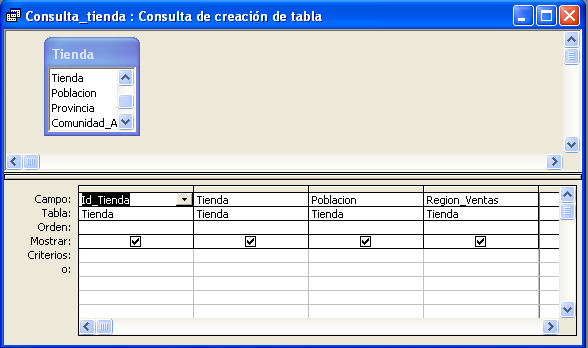 Consulta_tienda : Consulta de creación de tabla
Tienda
Tienda
Poblacion
Provincia
Comunidad_A
Campo: Id_Tienda Tienda Poblacion Region_Ventas
Tabla: Tienda Tienda Tienda Tienda
Orden:
Mostrar:
Criterios:
o: